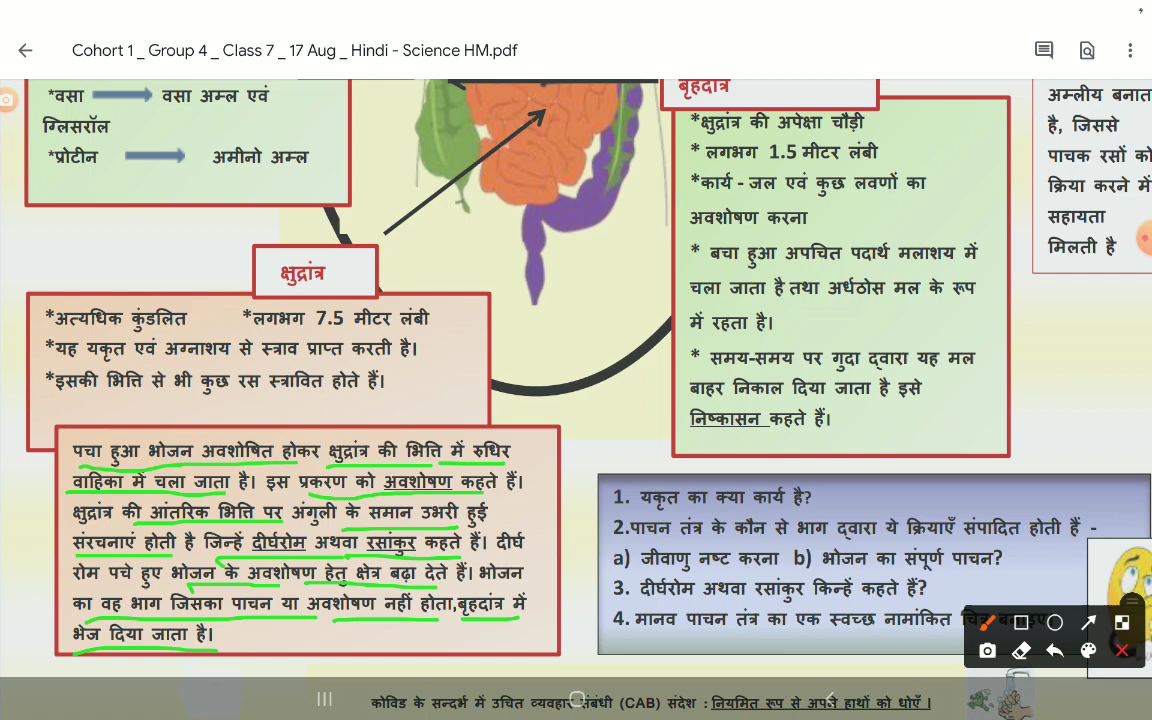 Cohort 1 _ Group 4 _ Class 7 _ 17 Aug _ Hindi - Science HM.pdf
*वसा वसा अम्ल एवं
ग्लिसरॉल
*प्रोटीन अमीनो अम्ल
क्षुद्रांत्र
*अत्यधिक कुंडलित *लगभग 7.5 मीटर लंबी
*यह यकृत एवं अग्नाशय से स्त्राव प्राप्त करती है।
*इसकी भित्ति से भी कुछ रस स्त्रावित होते हैं।
पचा हुआ भोजन अवशोषित होकर क्षुद्रांत्र की भित्ति में रुधिर
वाहिका में चला जाता है। इस प्रकरण को अवशोषण कहते हैं।
क्षुद्रांत्र की आंतरिक भित्ति पर अंगुली के समान उभरी हुई
संरचनाएं होती है जिन्हें दीर्घरोम अथवा रसांकुर कहते हैं। दीर्घ
रोम पचे हुए भोजन के अवशोषण हेतु क्षेत्र बढ़ा देते हैं। भोजन
का वह भाग जिसका पाचन या अवशोषण नहीं होता,बृहदांत्र में
भेज दिया जाता है।
बृहदांत्र
*क्षुद्रांत्र की अपेक्षा चौड़ी
* लगभग 1.5 मीटर लंबी
*कार्य - जल एवं कुछ लवणों का
अवशोषण करना
* बचा हुआ अपचित पदार्थ मलाशय में
चला जाता है तथा अर्धठोस मल के रूप
में रहता है।
* समय-समय पर गुदा द्वारा यह मल
बाहर निकाल दिया जाता है इसे
निष्कासन कहते हैं।
अम्लीय बनात
है, जिससे
पाचक रसों को
क्रिया करने में
सहायता
मिलती है
1. यकृत का क्या कार्य है?
2.पाचन तंत्र के कौन से भाग द्वारा ये क्रियाएँ संपादित होती हैं -
a) जीवाणु नष्ट करना b) भोजन का संपूर्ण पाचन?
3. दीर्घरोम अथवा रसांकुर किन्हें कहते हैं?
4. मानव पाचन तंत्र का एक स्वच्छ नामांकित
कोविड के सन्दर्भ में उचित व्यवहार संबंधी (CAB) संदेश : नियमित रूप से अपने हाथों को धोएँ l